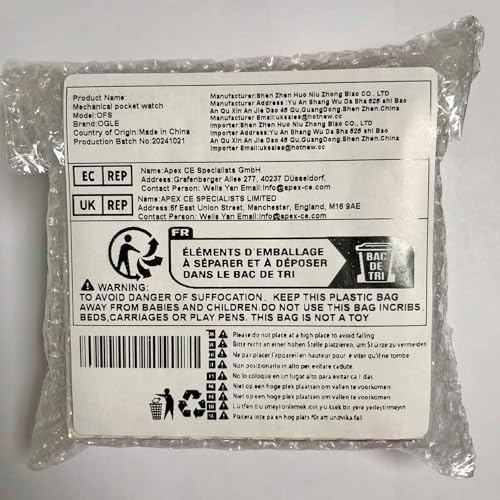 Product Name:
Mechanical pocket watch
Model:OFS
Brand:OGLE
Country of Origin:Made in China
Production Batch No:20241021
Manufacturer:Shen Zhen Huo Niu Zhong Biao CO., LTD
Manufacturer Address:Yu An Shang Wu Da Sha 525 shi Bao
An Qu Xin An Jie Dao 46 Qu,GuangDong,Shen Zhen,China
Manufacturer Email:uksales@hotnew.cc
Importer:Shen Zhen Huo Niu Zhong Biao CO., LTD
Importer Address:Yu An Shang Wu Da Sha 525 shi Bao
An Qu Xin An Jie Dao 46 Qu,GuangDong,Shen Zhen,China
Importer Email:uksales@hotnew.cc
EC REP
Name:Apex CE Specialists GmbH
Address:Grafenberger Allee 277, 40237 Düsseldorf,
Contact Person: Wells Yan Email:info@apex-ce.com
UK REP
Name:APEX CE SPECIALISTS LIMITED
Address:6f East Union Street, Manchester, England, M16 9AE
Contact Person: Wells Yan Email:info@apex-ce.com
FR
ÉLÉMENTS D'EMBALLAGE
À SÉPARER ET À DÉPOSER
DANS LE BAC DE TRI
BAC
DE
TRI
WARNING:
TO AVOID DANGER OF SUFFOCATION, KEEP THIS PLASTIC BAG
AWAY FROM BABIES AND CHILDREN.DO NOT USE THIS BAG INCRIBS,
BEDS,CARRIAGES OR PLAY PENS. THIS BAG IS NOT A TOY
Please do not place at a high place to avoid falling
Bitte nicht an einer hohen Stelle platzieren, um Stürze zu vermeiden
Ne pas placer l'appareil en hauteur pour éviter qu'il ne tombe
Non posizionarlo in alto per evitare cadute
No lo coloque en un lugar alto para evitar caídas
Niet op een hoge plek plaatsen om vallen te voorkomen
Niet op een hoge plek plaatsen om vallen te voorkomen
Placera inte på en hög plats för att undvika fall